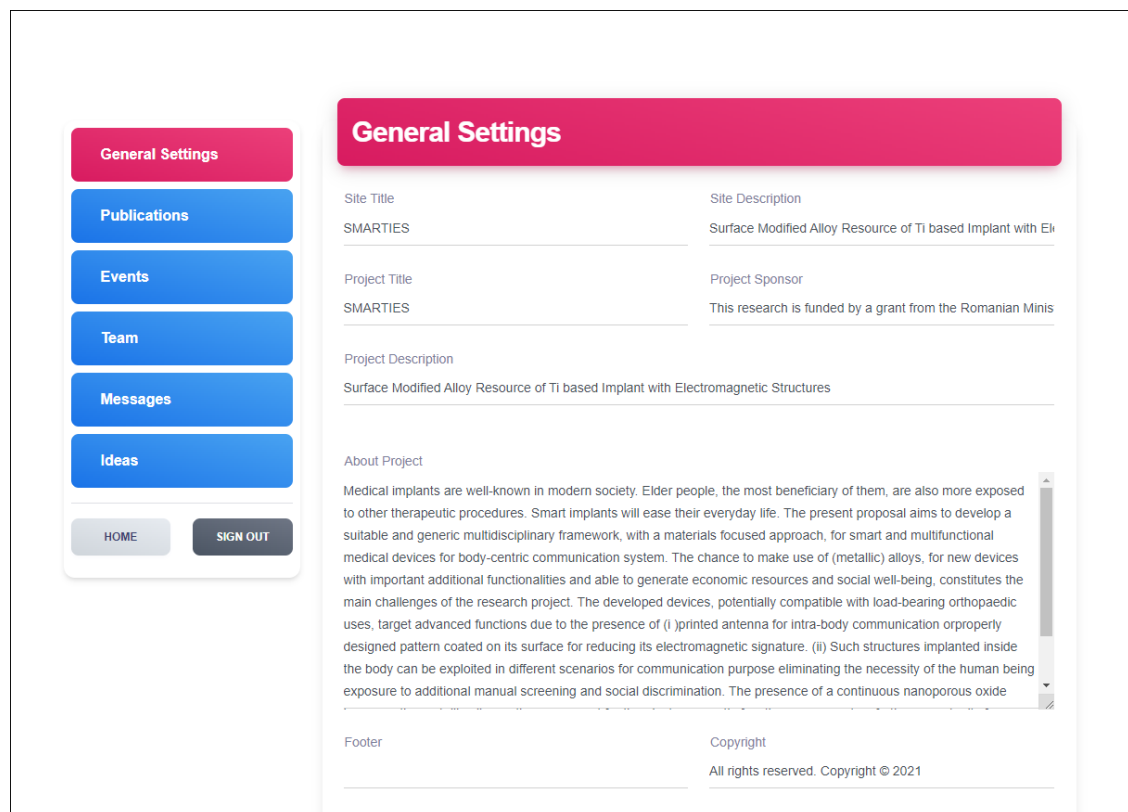 General Settings
Publications
Events
Team
Messages
Ideas
HOME
SIGN OUT
General Settings
Site Title
SMARTIES
Site Description
Surface Modified Alloy Resource of Ti based Implant with
Project Title
SMARTIES
Project Sponsor
This research is funded by a grant from the Romanian
Project Description
Surface Modified Alloy Resource of Ti based Implant with Electromagnetic Structures
About Project
Medical implants are well-known in modern society. Elder people, the most beneficiary of them, are also more exposed
to other therapeutic procedures. Smart implants will ease their everyday life. The present proposal aims to develop a
suitable and generic multidisciplinary framework, with a materials focused approach, for smart and multifunctional
medical devices for body-centric communication system. The chance to make use of (metallic) alloys, for new devices
with important additional functionalities and able to generate economic resources and social well-being, constitutes the
main challenges of the research project. The developed devices, potentially compatible with load-bearing orthopaedic
uses, target advanced functions due to the presence of (i )printed antenna for intra-body communication orproperly
designed pattern coated on its surface for reducing its electromagnetic signature. (ii) Such structures implanted inside
the body can be exploited in different scenarios for communication purpose eliminating the necessity of the human being
exposure to additional manual screening and social discrimination. The presence of a continuous nanoporous oxide
Footer
Copyright
All rights reserved. Copyright © 2021